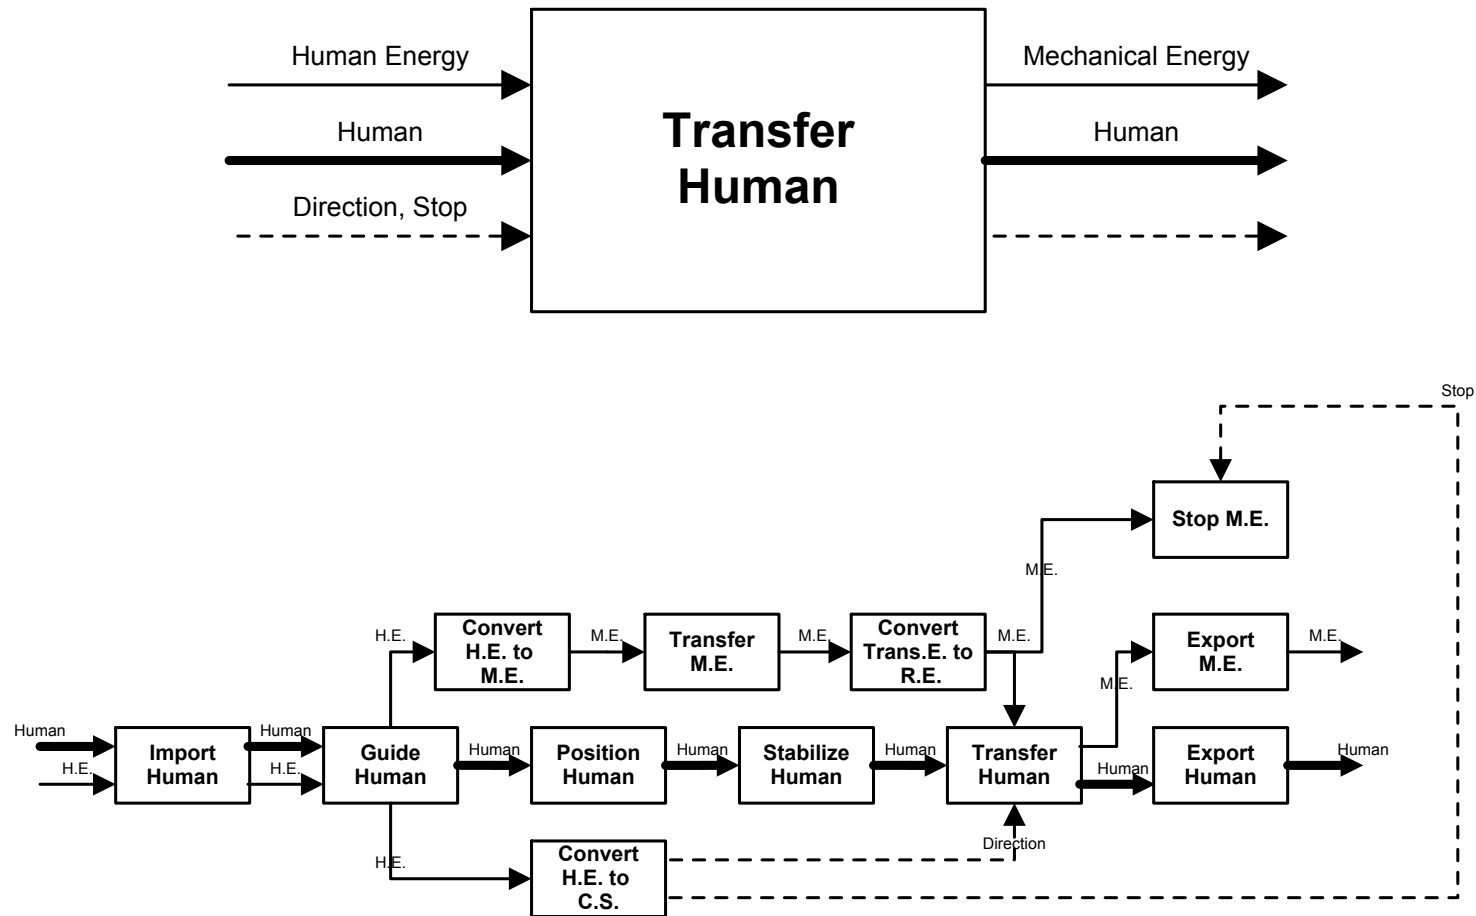 Human Energy
Mechanical Energy
Transfer
Human
Human
Human
Direction, Stop
Stop
Stop M.E.
M.E.
H.E.
Convert
H.E. to
M.E.
M.E.
Transfer
M.E.
M.E.
Convert
Trans.E. to
R.E.
M.E.
Export
M.E.
M.E.
M.E.
Human
H.E.
Import
Human
Human
H.E.
Guide
Human
Human
Position
Human
Human
Stabilize
Human
Human
Transfer
Human
Human
Export
Human
Human
H.E.
Convert
H.E. to
C.S.
Direction